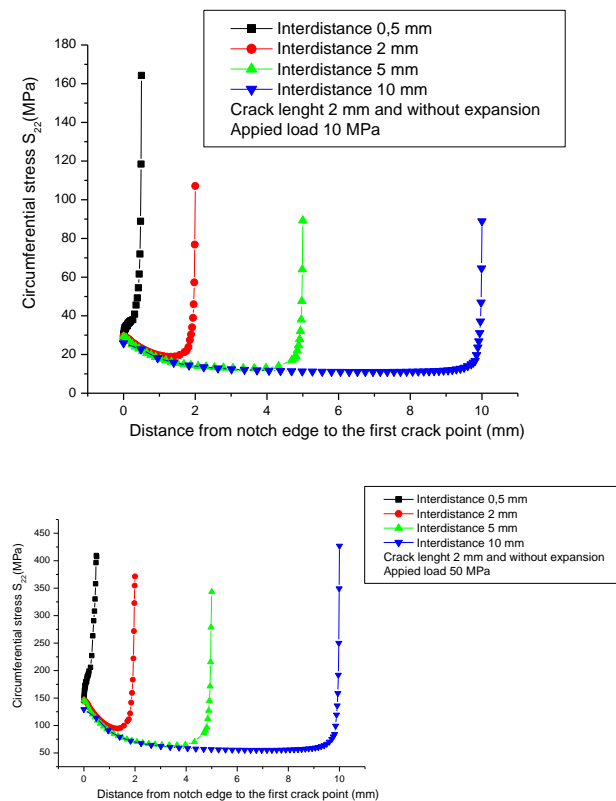 Interdistance 0,5 mm
Interdistance 2 mm
Interdistance 5 mm
Interdistance 10 mm
Crack lenght 2 mm and without expansion
Appied load 10 MPa
Circumferential stress S22(MPa)
180
160
140
120
100
80
60
40
20
0
0 2 4 6 8 10
Distance from notch edge to the first crack point (mm)
Interdistance 0,5 mm
Interdistance 2 mm
Interdistance 5 mm
Interdistance 10 mm
Crack lenght 2 mm and without expansion
Appied load 50 MPa
Circumferential stress S22(MPa)
450
400
350
300
250
200
150
100
50
0 2 4 6 8 10
Distance from notch edge to the first crack point (mm)